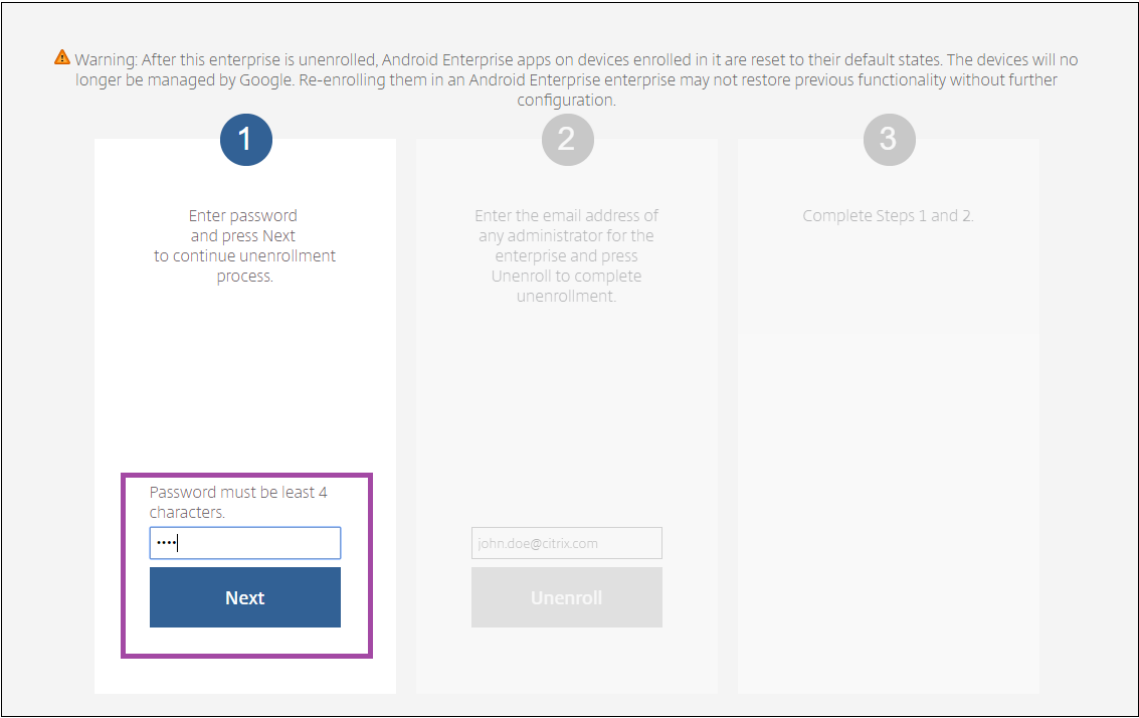 Warning: After this enterprise is unenrolled, Android Enterprise apps on devices enrolled in it are reset to their default states. The devices will no
longer be managed by Google. Re-enrolling them in an Android Enterprise enterprise may not restore previous functionality without further
configuration.
1
Enter password
and press Next
to continue unenrollment
process.
Password must be least 4
characters.
••••
Next
2
Enter the email address of
any administrator for the
enterprise and press
Unenroll to complete
unenrollment.
john.doe@citrix.com
Unenroll
3
Complete Steps 1 and 2.